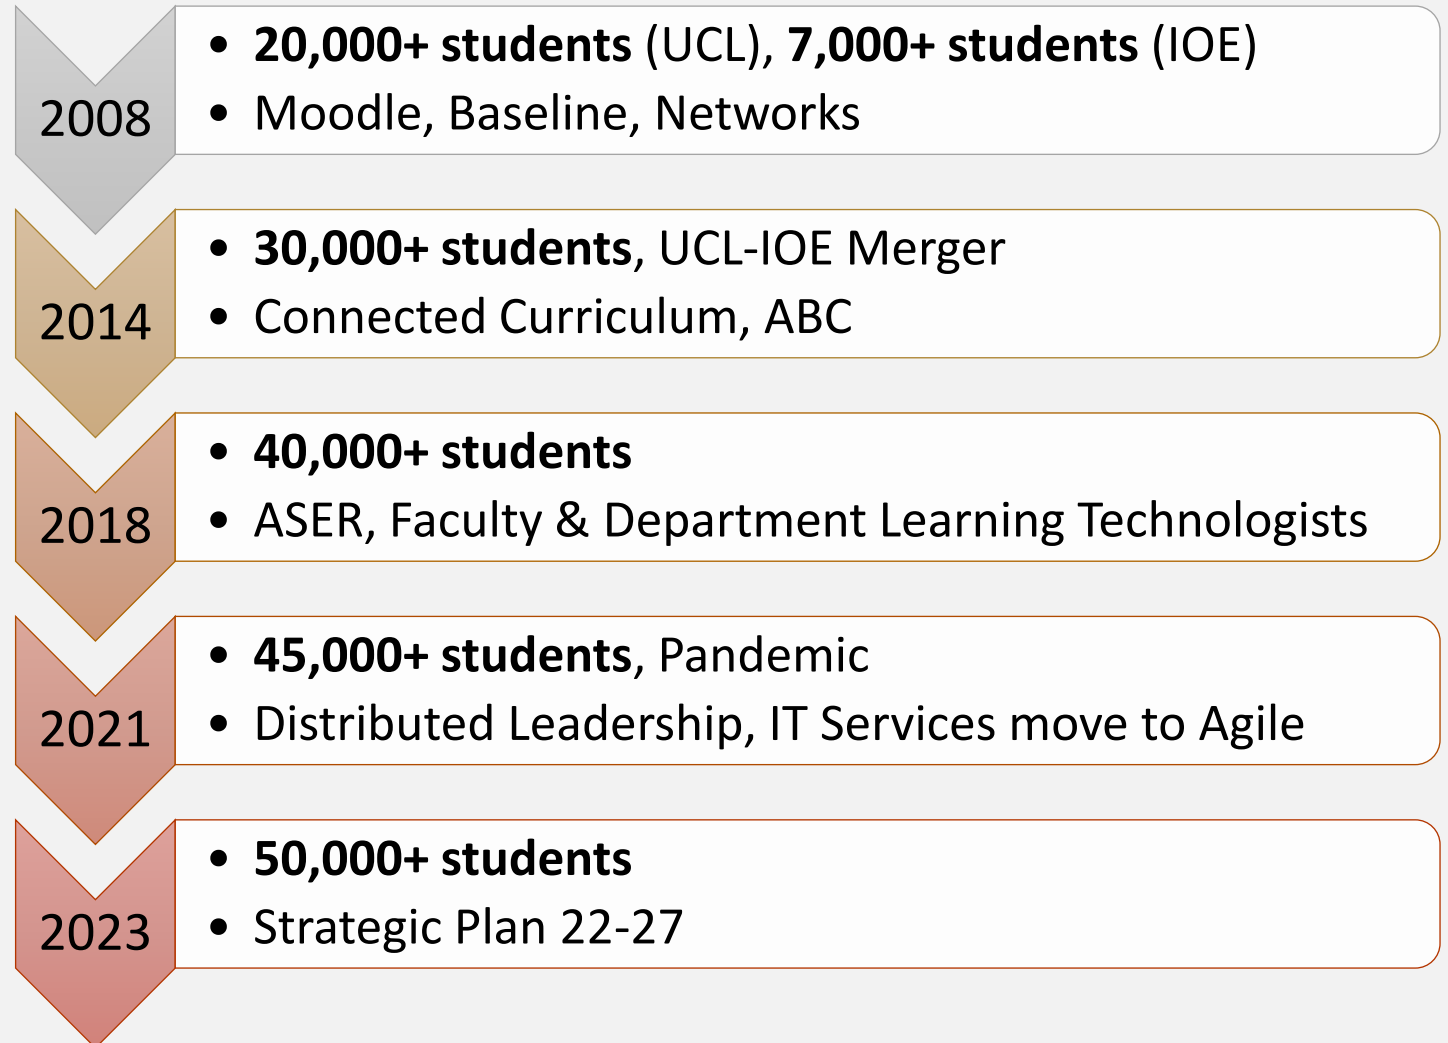 2008
• 20,000+ students (UCL), 7,000+ students (IOE)
• Moodle, Baseline, Networks
2014
• 30,000+ students, UCL-IOE Merger
• Connected Curriculum, ABC
2018
• 40,000+ students
• ASER, Faculty & Department Learning Technologists
2021
• 45,000+ students, Pandemic
• Distributed Leadership, IT Services move to Agile
2023
• 50,000+ students
• Strategic Plan 22-27